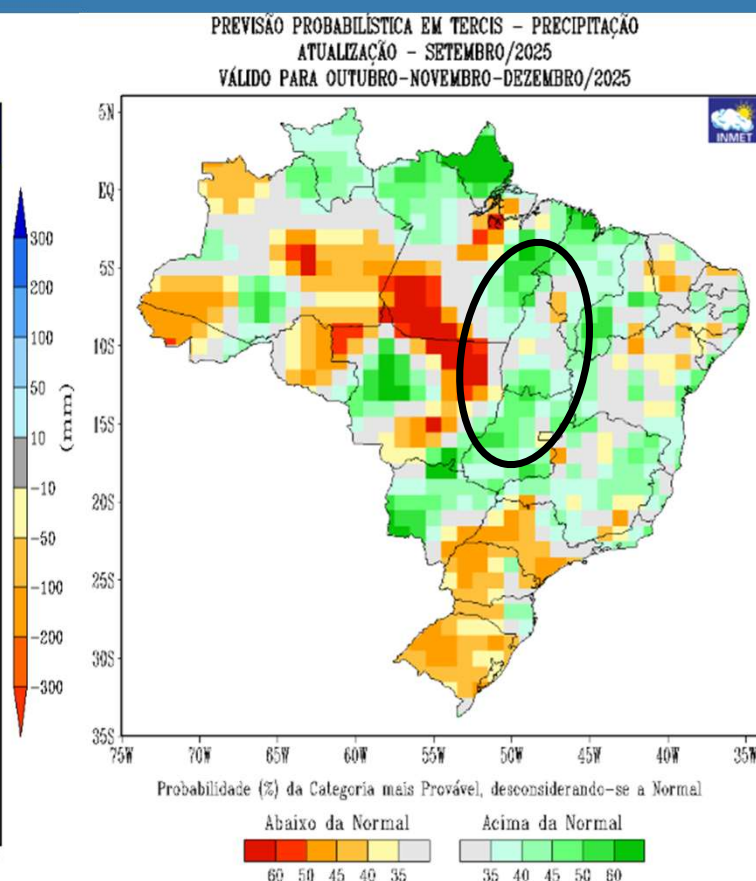 PREVISÃO PROBABILÍSTICA EM TERCIS – PRECIPITAÇÃO
ATUALIZAÇÃO – SETEMBRO/2025
VÁLIDO PARA OUTUBRO-NOVEMBRO-DEZEMBRO/2025
INMET
300
200
100
50
10
-10
-50
-100
-200
-300
(mm)
5N
EQ
5S
10S
15S
20S
25S
30S
35S
75W 70W 65W 60W 55W 50W 45W 40W 35W
Probabilidade (%) da Categoria mais Provável, desconsiderando-se a Normal
Abaixo da Normal Acima da Normal
60 50 45 40 35 35 40 45 50 60